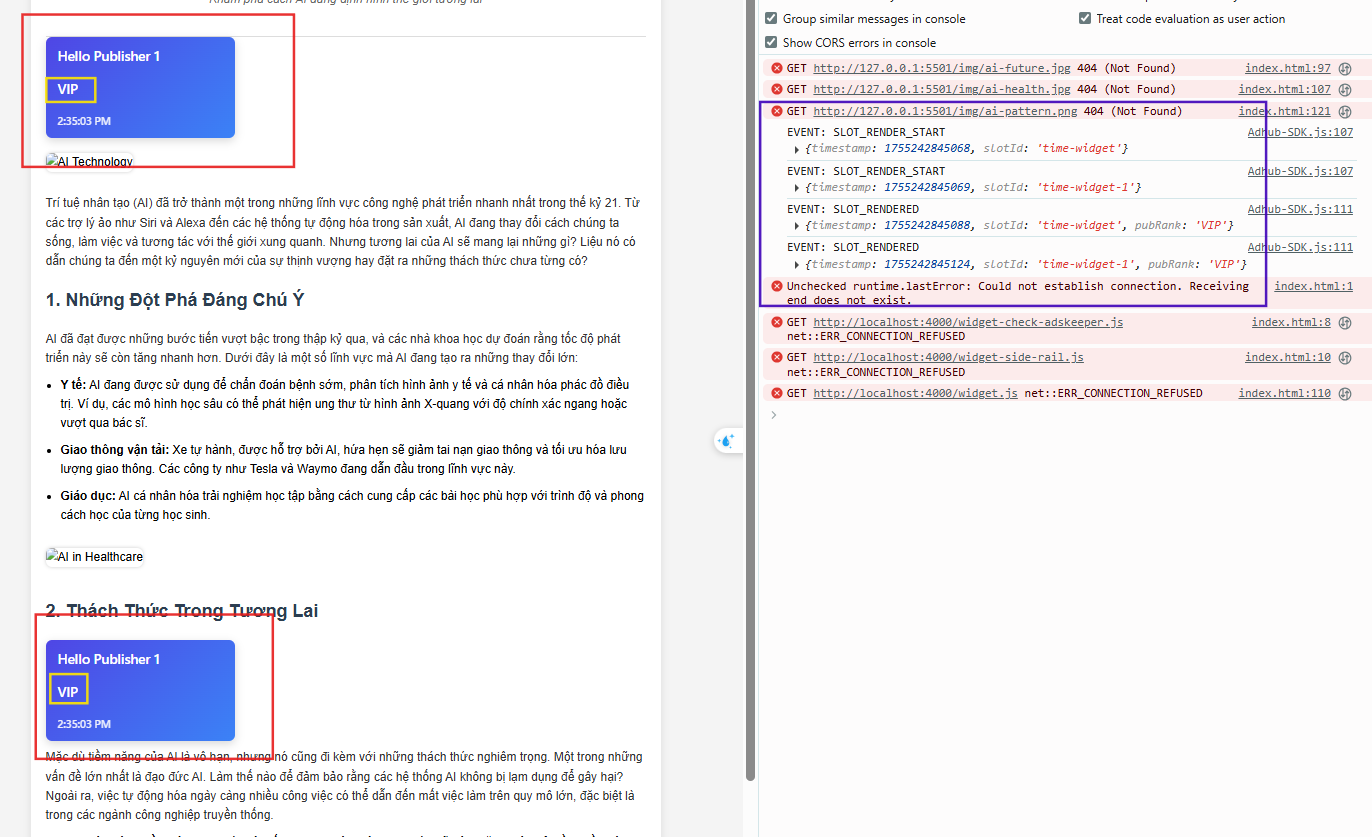 Khám phá cách AI đang định hình thế giới tương lai
Hello Publisher 1
VIP
2:35:03 PM
AI Technology
Trí tuệ nhân tạo (AI) đã trở thành một trong những lĩnh vực công nghệ phát triển nhanh nhất trong thế kỷ 21. Từ
các trợ lý ảo như Siri và Alexa đến các hệ thống tự động hóa trong sản xuất, AI đang thay đổi cách chúng ta
sống, làm việc và tương tác với thế giới xung quanh. Nhưng tương lai của AI sẽ mang lại những gì? Liệu nó có
dẫn chúng ta đến một kỷ nguyên mới của sự thịnh vượng hay đặt ra những thách thức chưa từng có?
1. Những Đột Phá Đáng Chú Ý
AI đã đạt được những bước tiến vượt bậc trong thập kỷ qua, và các nhà khoa học dự đoán rằng tốc độ phát
triển này sẽ còn tăng nhanh hơn. Dưới đây là một số lĩnh vực mà AI đang tạo ra những thay đổi lớn:
• Y tế: AI đang được sử dụng để chẩn đoán bệnh sớm, phân tích hình ảnh y tế và cá nhân hóa phác đồ điều
trị. Ví dụ, các mô hình học sâu có thể phát hiện ung thư từ hình ảnh X-quang với độ chính xác ngang hoặc
vượt qua bác sĩ.
• Giao thông vận tải: Xe tự hành, được hỗ trợ bởi AI, hứa hẹn sẽ giảm tai nạn giao thông và tối ưu hóa lưu
lượng giao thông. Các công ty như Tesla và Waymo đang dẫn đầu trong lĩnh vực này.
• Giáo dục: AI cá nhân hóa trải nghiệm học tập bằng cách cung cấp các bài học phù hợp với trình độ và phong
cách học của từng học sinh.
AI in Healthcare
2. Thách Thức Trong Tương Lai
Hello Publisher 1
VIP
2:35:03 PM
Mặc dù tiềm năng của AI là vô hạn, nhưng nó cũng đi kèm với những thách thức nghiêm trọng. Một trong những
vấn đề lớn nhất là đạo đức AI. Làm thế nào để đảm bảo rằng các hệ thống AI không bị lạm dụng để gây hại?
Ngoài ra, việc tự động hóa ngày càng nhiều công việc có thể dẫn đến mất việc làm trên quy mô lớn, đặc biệt là
trong các ngành công nghiệp truyền thống.
Group similar messages in console Treat code evaluation as user action
Show CORS errors in console
GET http://127.0.0.1:5501/img/ai-future.jpg 404 (Not Found) index.html:97
GET http://127.0.0.1:5501/img/ai-health.jpg 404 (Not Found) index.html:107
GET http://127.0.0.1:5501/img/ai-pattern.png 404 (Not Found) index.html:121
EVENT: SLOT_RENDER_START Adhub-SDK.js:107
{timestamp: 1755242845068, slotId: 'time-widget'}
EVENT: SLOT_RENDER_START Adhub-SDK.js:107
{timestamp: 1755242845069, slotId: 'time-widget-1'}
EVENT: SLOT_RENDERED Adhub-SDK.js:111
{timestamp: 1755242845088, slotId: 'time-widget', pubRank: 'VIP'}
EVENT: SLOT_RENDERED Adhub-SDK.js:111
{timestamp: 1755242845124, slotId: 'time-widget-1', pubRank: 'VIP'}
Unchecked runtime.lastError: Could not establish connection. Receiving index.html:1
end does not exist.
GET http://localhost:4000/widget-check-adskeeper.js index.html:8
net::ERR_CONNECTION_REFUSED
GET http://localhost:4000/widget-side-rail.js index.html:10
net::ERR_CONNECTION_REFUSED
GET http://localhost:4000/widget.js net::ERR_CONNECTION_REFUSED index.html:110